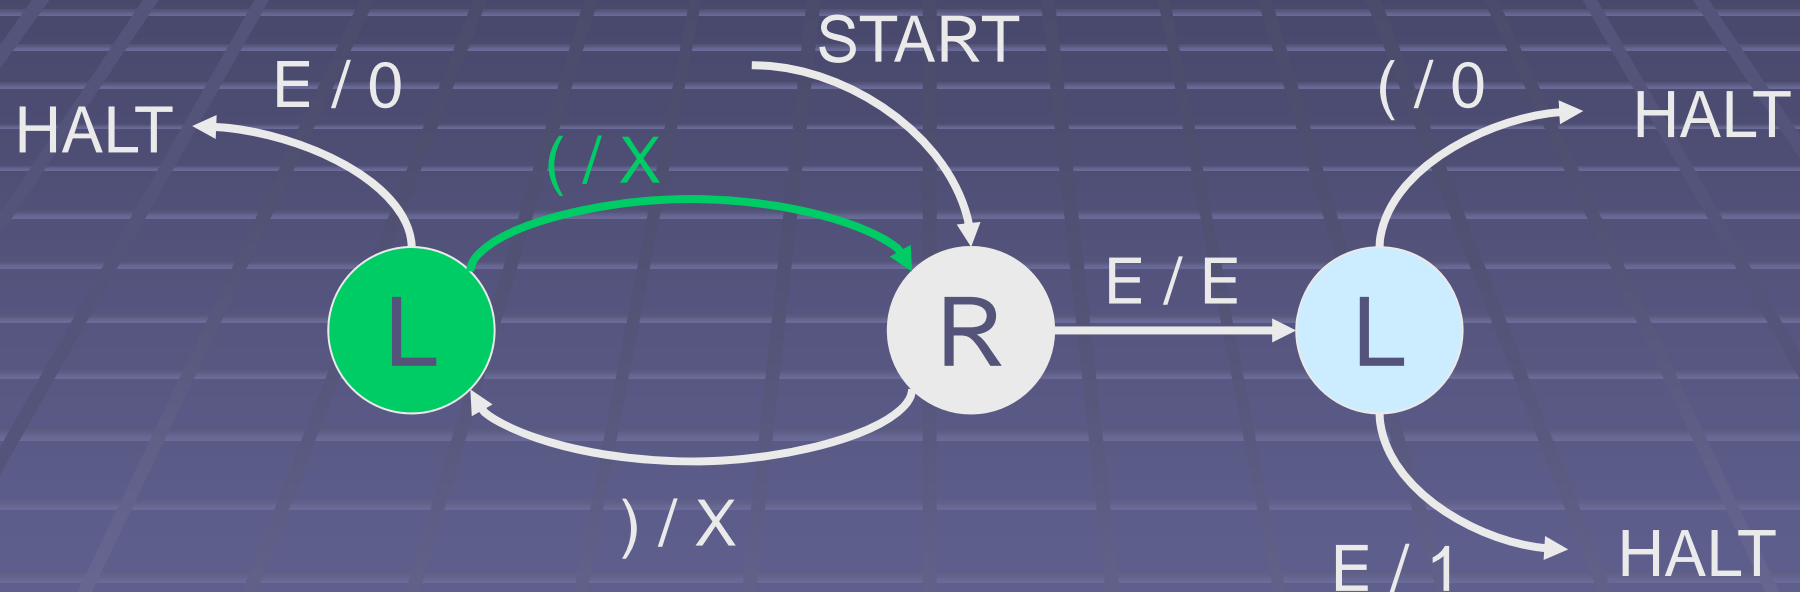 START
E / 0
( / 0
HALT
HALT
( / X
E / E
L
R
L
) / X
HALT
E / 1